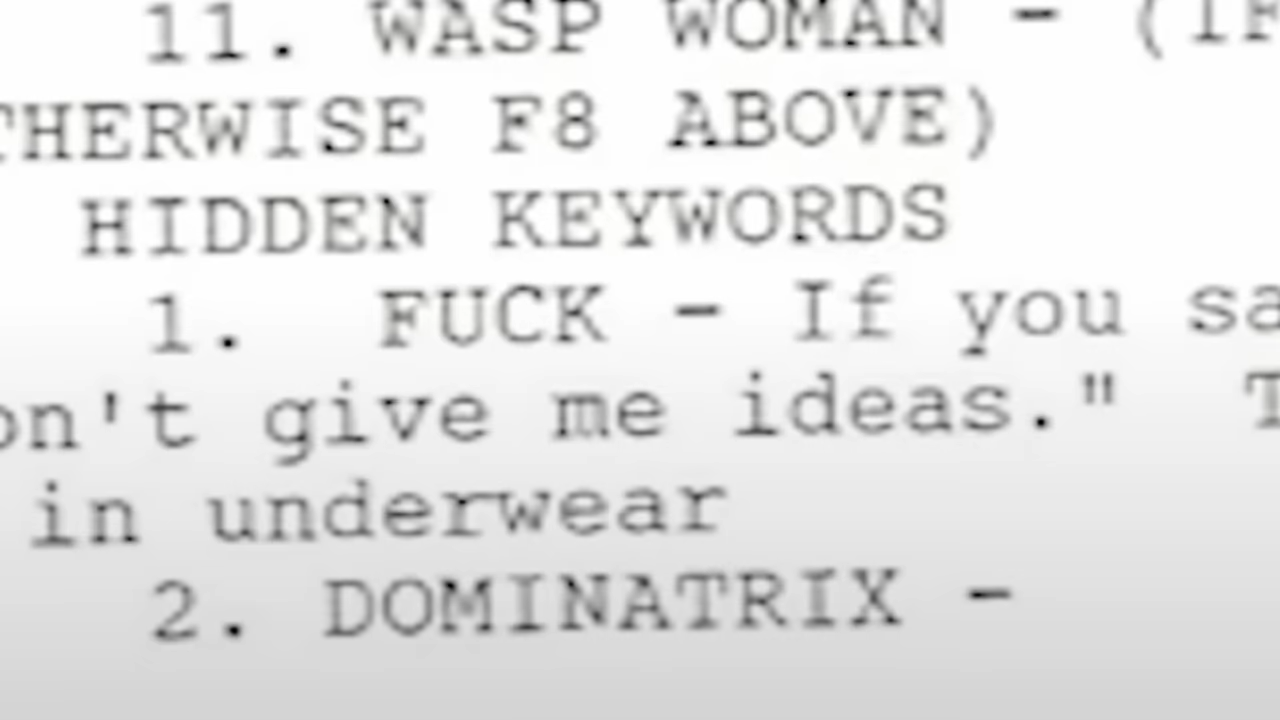 11. WASP WOMAN - (IF
THERWISE F8 ABOVE)
HIDDEN KEYWORDS
1. FUCK - If you sa
on't give me ideas." T
in underwear
2. DOMINATRIX -